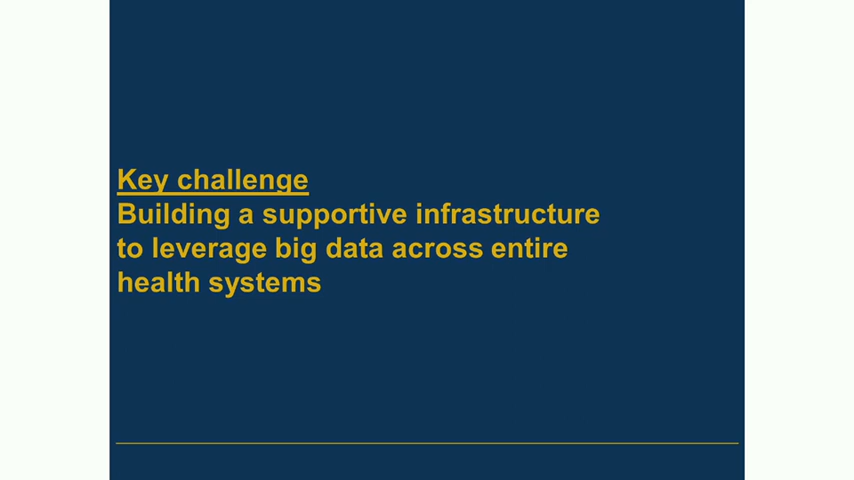 Key challenge
Building a supportive infrastructure
to leverage big data across entire
health systems